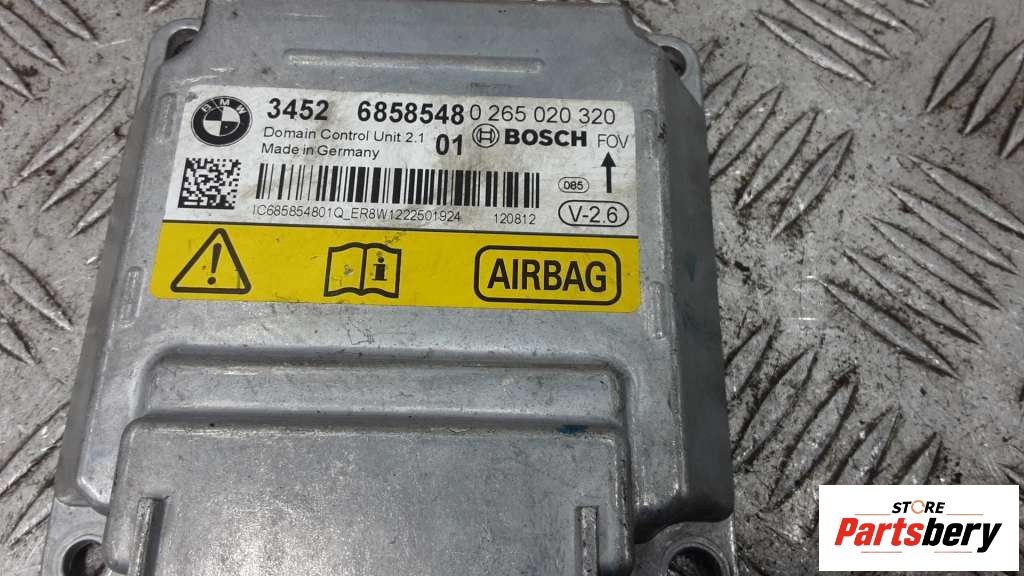 BMW
3452 6858548 0 265 020 320
Domain Control Unit 2.1 01 BOSCH FOV
Made in Germany
085
IC685854801Q_ER8W1222501924 120812
V-2.6
AIRBAG
STORE
Partsbery